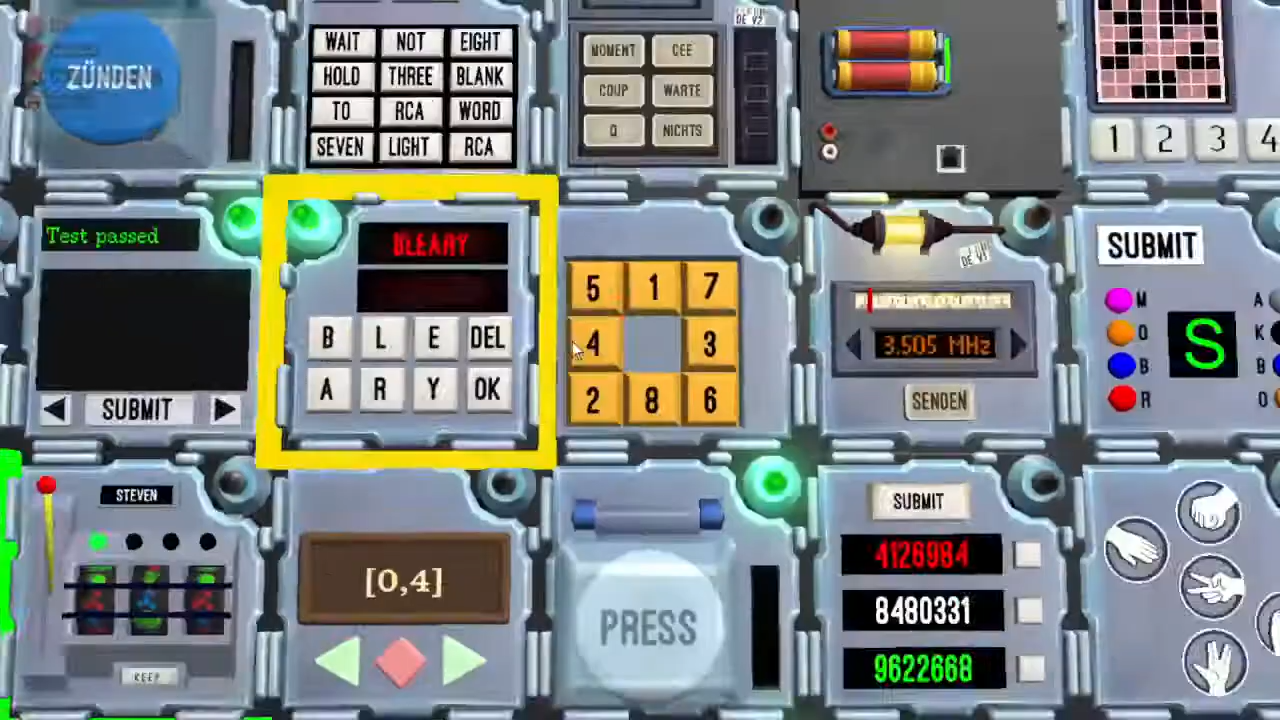 ZÜNDEN
WAIT NOT EIGHT
HOLD THREE BLANK
TO RCA WORD
SEVEN LIGHT RCA
MOMENT CEE
COUP WARTE
Q NICHTS
1 2 3 4
Test passed
SUBMIT
BLEARY
B L E DEL
A R Y OK
5 1 7
4 3
2 8 6
3.505 MHz
SENDEN
SUBMIT
M A
O K
B B
R O
S
STEVEN
KEEP
[0,4]
PRESS
SUBMIT
4126984
8480331
9622668